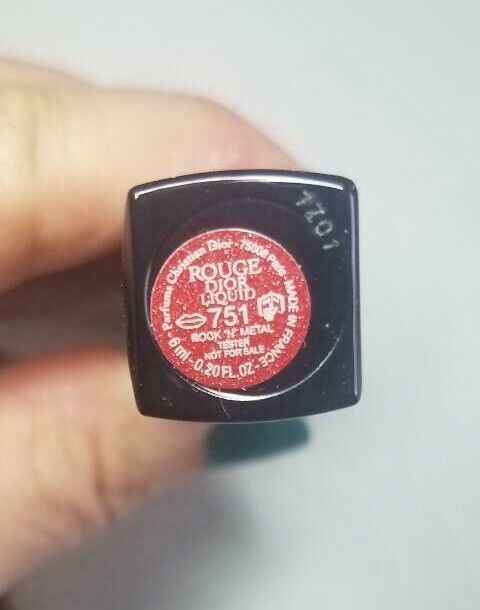 Parfums Christian Dior - 75008 Paris - MADE IN FRANCE - 6 ml - 0.20 FL.OZ -
ROUGE
DIOR
LIQUID
751
ROCK 'N' METAL
TESTER
NOT FOR SALE